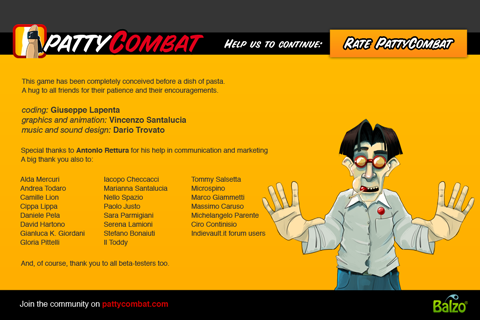 PATTYCOMBAT
HELP US TO CONTINUE:
RATE PATTYCOMBAT
This game has been completely conceived before a dish of pasta.
A hug to all friends for their patience and their encouragements.
coding: Giuseppe Laponta
graphics and animation: Vincenzo Santalucia
music and sound design: Dario Trovato
Special thanks to Antonio Rettura for his help in communication and marketing
A big thank you also to:
Aida Mercuri
Andrea Todaro
Camille Lion
Cippa Lippa
Daniele Pela
David Harfono
Gianluca K. Giordani
Gloria Pittelli
Iacopo Checcacci
Marianna Santalucia
Nello Spazio
Paolo Justo
Sara Parmigiani
Serena Lamioni
Stefano Bonaiuti
Il Toddy
Tommy Salsetta
Microspino
Marco Giammetti
Massimo Caruso
Michelangelo Parente
Ciro Continisio
Indievault.it forum users
And, of course, thank you to all beta-testers too.
Join the community on pattycombat.com
Balzo